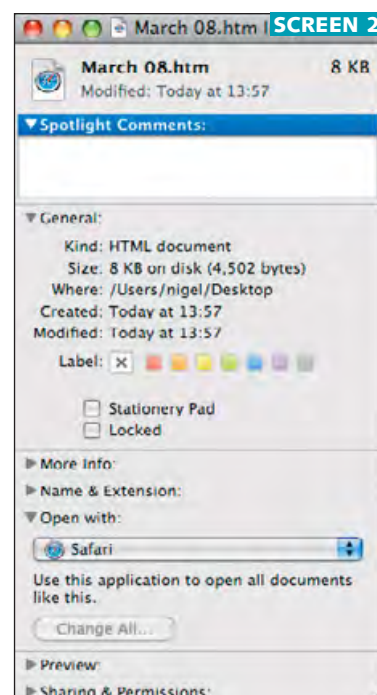 March 08.htm I
SCREEN 2
March 08.htm 8 KB
Modified: Today at 13:57
Spotlight Comments:
General:
Kind: HTML document
Size: 8 KB on disk (4,502 bytes)
Where: /Users/nigel/Desktop
Created: Today at 13:57
Modified: Today at 13:57
Label:
Stationery Pad
Locked
More Info:
Name & Extension:
Open with:
Safari
Use this application to open all documents
like this.
Change All...
Preview:
Sharing & Permissions: